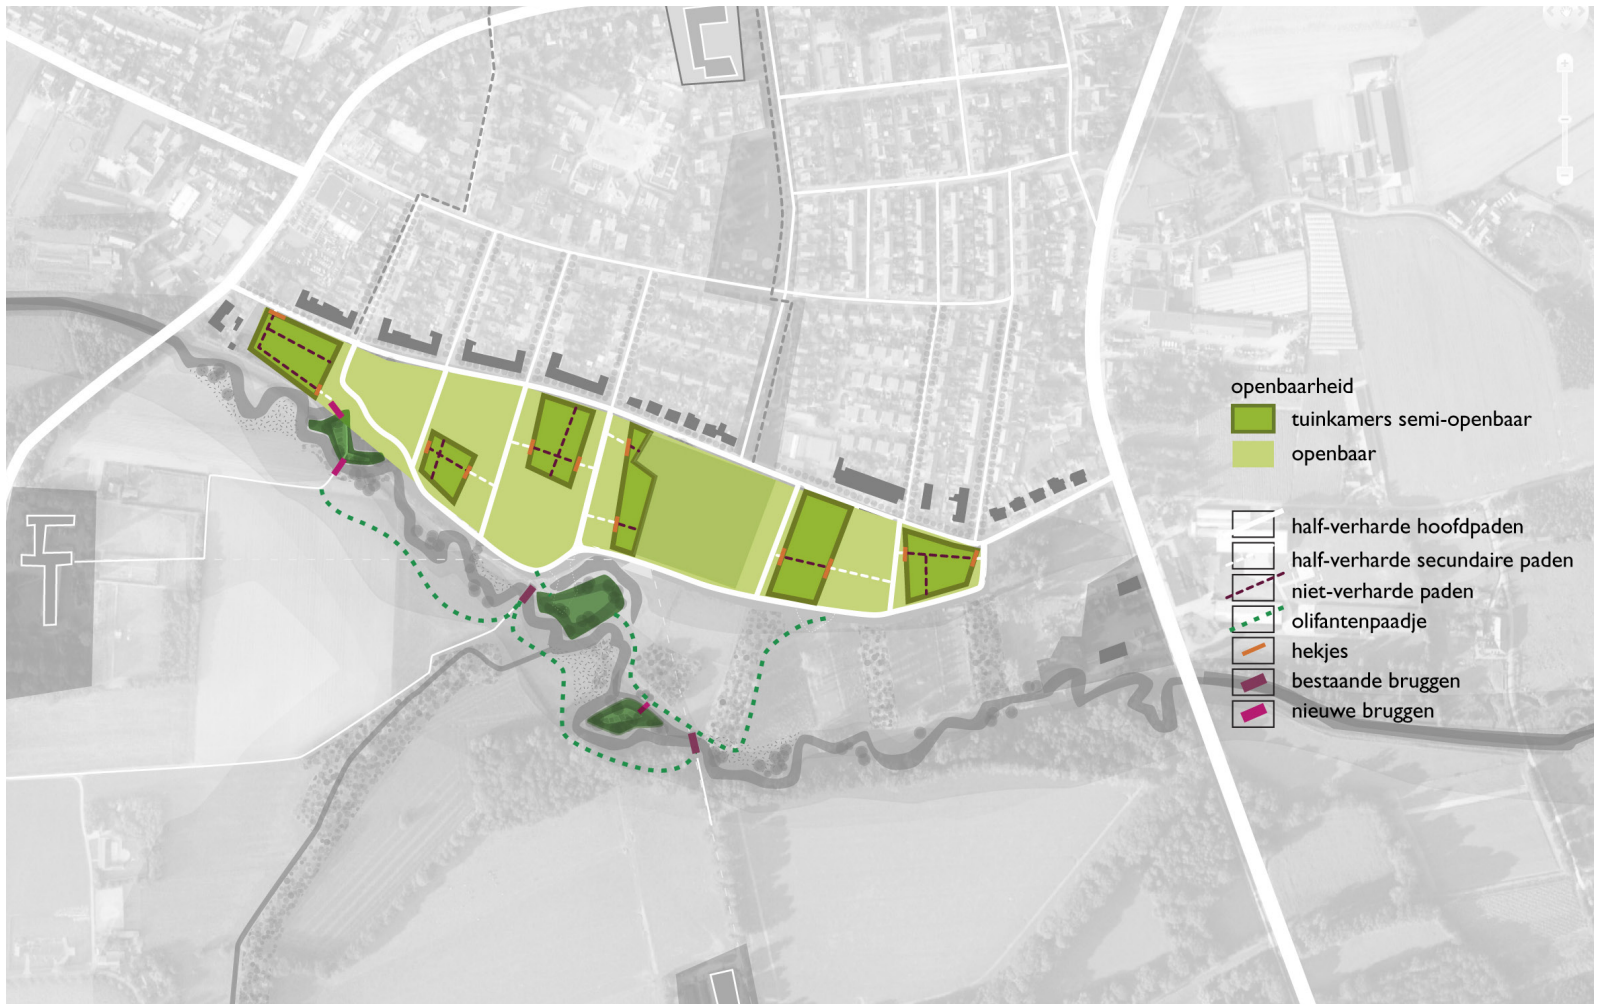 openbaarheid
tuinkamers semi-openbaar
openbaar
half-verharde hoofdpaden
half-verharde secundaire paden
niet-verharde paden
olifantenpaadje
hekjes
bestaande bruggen
nieuwe bruggen